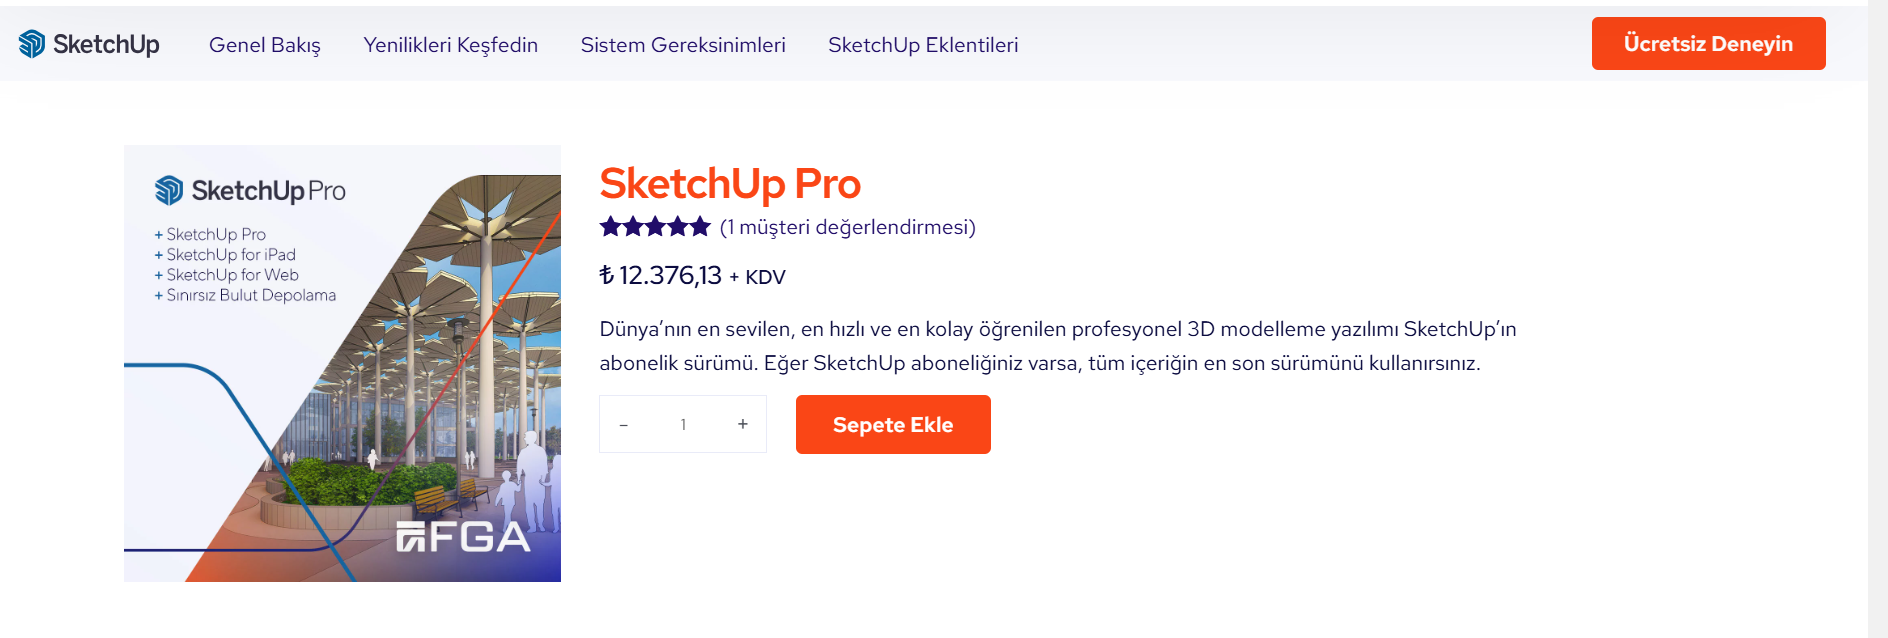 SketchUp
Genel Bakış
Yenilikleri Keşfedin
Sistem Gereksinimleri
SketchUp Eklentileri
Ücretsiz Deneyin
SketchUp Pro
+ SketchUp Pro
+ SketchUp for iPad
+ SketchUp for Web
+ Sınırsız Bulut Depolama
FGA
SketchUp Pro
(1 müşteri değerlendirmesi)
₺ 12.376,13 + KDV
Dünya’nın en sevilen, en hızlı ve en kolay öğrenilen profesyonel 3D modelleme yazılımı SketchUp’ın
abonelik sürümü. Eğer SketchUp aboneliğiniz varsa, tüm içeriğin en son sürümünü kullanırsınız.
- 1 +
Sepete Ekle